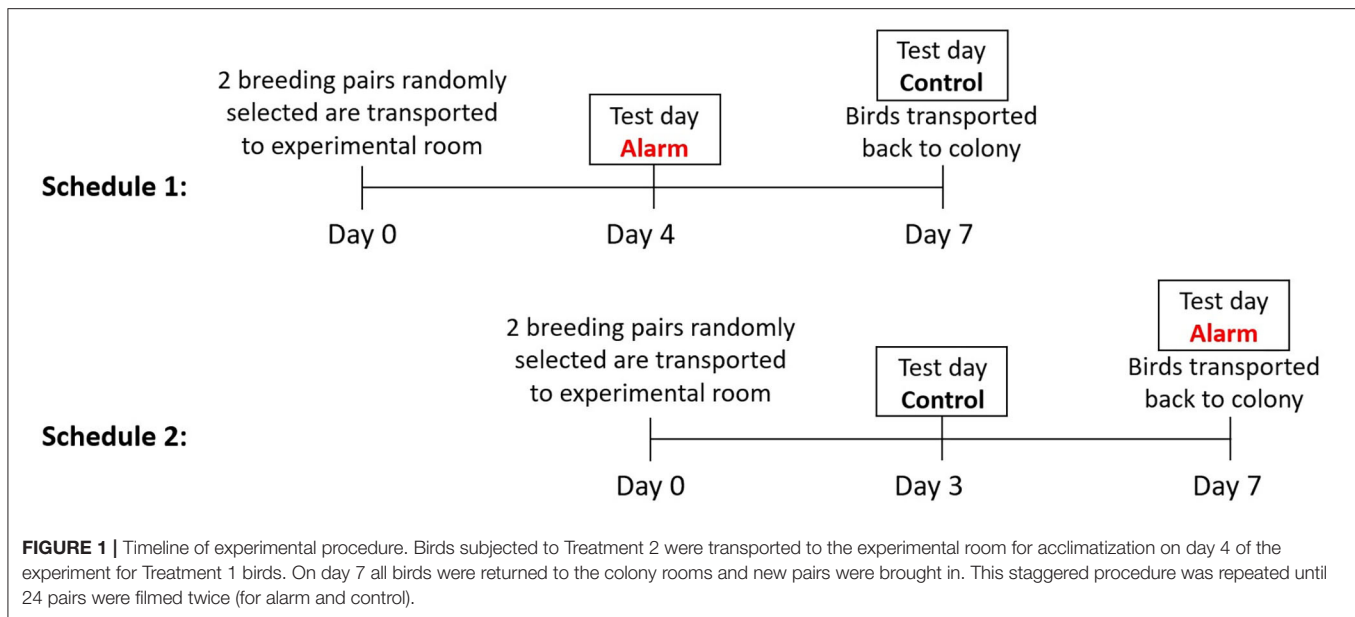 2 breeding pairs randomly
selected are transported
to experimental room
Test day
Alarm
Test day
Control
Birds transported
back to colony
Schedule 1:
Day 0
Day 4
Day 7
2 breeding pairs randomly
selected are transported
to experimental room
Test day
Control
Test day
Alarm
Birds transported
back to colony
Schedule 2:
Day 0
Day 3
Day 7
FIGURE 1 | Timeline of experimental procedure. Birds subjected to Treatment 2 were transported to the experimental room for acclimatization on day 4 of the
experiment for Treatment 1 birds. On day 7 all birds were returned to the colony rooms and new pairs were brought in. This staggered procedure was repeated until
24 pairs were filmed twice (for alarm and control).